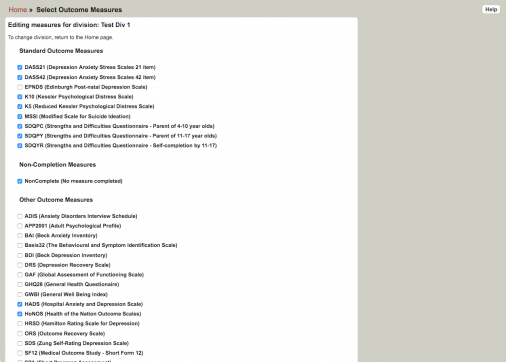 Home » Select Outcome Measures
Help
Editing measures for division: Test Div 1
To change division, return to the Home page.
Standard Outcome Measures
DASS21 (Depression Anxiety Stress Scales 21 item)
DASS42 (Depression Anxiety Stress Scales 42 item)
EPNDS (Edinburgh Post-natal Depression Scale)
K10 (Kessler Psychological Distress Scale)
K5 (Reduced Kessler Psychological Distress Scale)
MSSI (Modified Scale for Suicide Ideation)
SDQPC (Strengths and Difficulties Questionnaire - Parent of 4-10 year olds)
SDQPY (Strengths and Difficulties Questionnaire - Parent of 11-17 year olds)
SDQYR (Strengths and Difficulties Questionnaire - Self-completion by 11-17)
Non-Completion Measures
NonComplete (No measure completed)
Other Outcome Measures
ADIS (Anxiety Disorders Interview Schedule)
APP2001 (Adult Psychological Profile)
BAI (Beck Anxiety Inventory)
Basis32 (The Behavioural and Symptom Identification Scale)
BDI (Beck Depression Inventory)
DRS (Depression Recovery Scale)
GAF (Global Assessment of Functioning Scale)
GHQ28 (General Health Questionaire)
GWBI (General Well Being Index)
HADS (Hospital Anxiety and Depression Scale)
HoNOS (Health of the Nation Outcome Scales)
HRSD (Hamilton Rating Scale for Depression)
ORS (Outcome Recovery Scale)
SDS (Zung Self-Rating Depression Scale)
SF12 (Medical Outcome Study - Short Form 12)